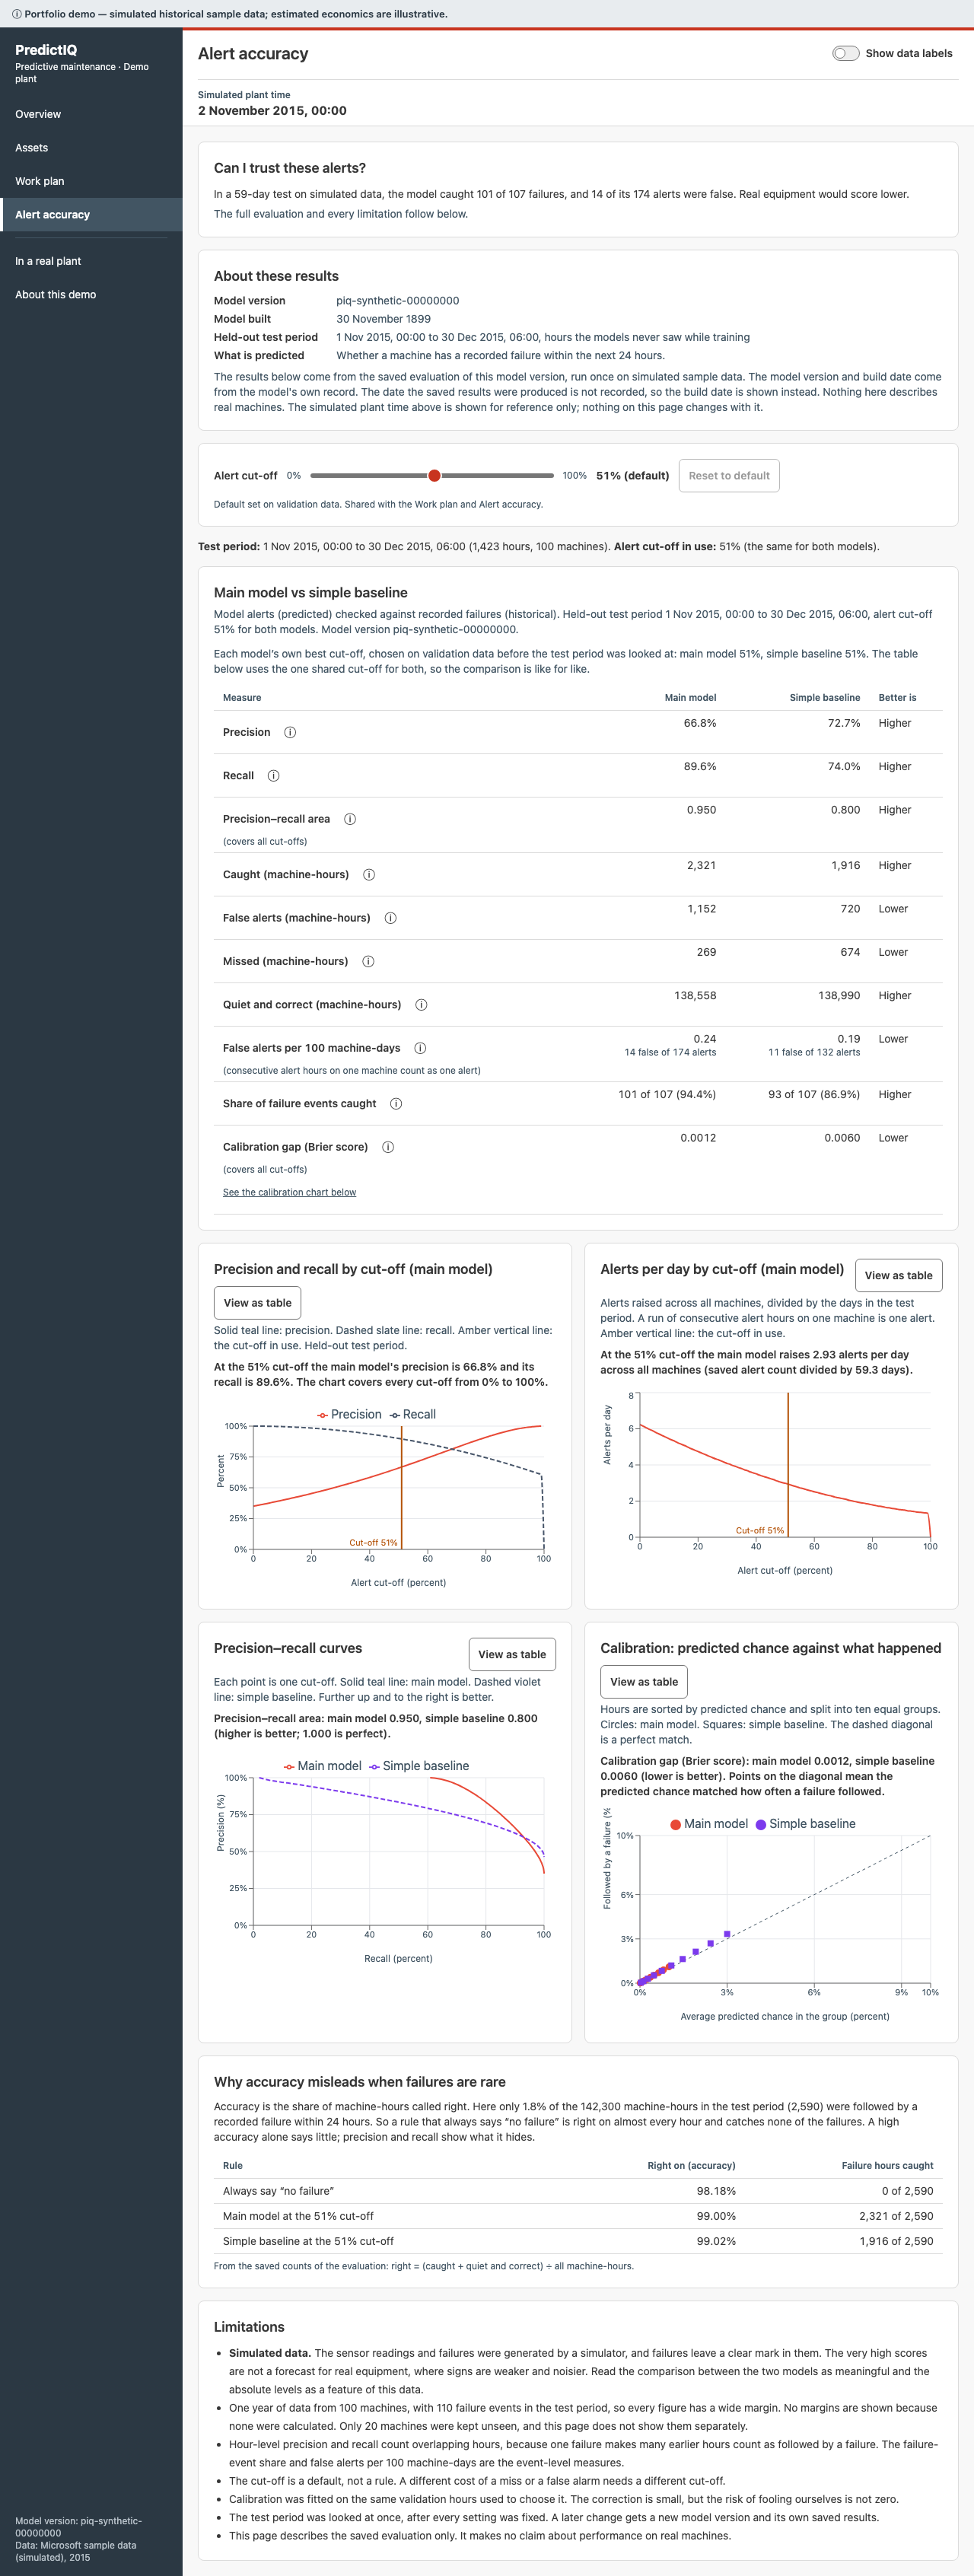 ⓘ Portfolio demo — simulated historical sample data; estimated economics are illustrative.
PredictIQ
Predictive maintenance · Demo
plant
Overview
Assets
Work plan
Alert accuracy
In a real plant
About this demo
Model version: piq-synthetic-
00000000
Data: Microsoft sample data
(simulated), 2015
Alert accuracy
Show data labels
Simulated plant time
2 November 2015, 00:00
Can I trust these alerts?
In a 59-day test on simulated data, the model caught 101 of 107 failures, and 14 of its 174 alerts were false. Real equipment would score lower.
The full evaluation and every limitation follow below.
About these results
Model version piq-synthetic-00000000
Model built 30 November 1899
Held-out test period 1 Nov 2015, 00:00 to 30 Dec 2015, 06:00, hours the models never saw while training
What is predicted Whether a machine has a recorded failure within the next 24 hours.
The results below come from the saved evaluation of this model version, run once on simulated sample data. The model version and build date come
from the model's own record. The date the saved results were produced is not recorded, so the build date is shown instead. Nothing here describes
real machines. The simulated plant time above is shown for reference only; nothing on this page changes with it.
Alert cut-off 0% 100% 51% (default) Reset to default
Default set on validation data. Shared with the Work plan and Alert accuracy.
Test period: 1 Nov 2015, 00:00 to 30 Dec 2015, 06:00 (1,423 hours, 100 machines). Alert cut-off in use: 51% (the same for both models).
Main model vs simple baseline
Model alerts (predicted) checked against recorded failures (historical). Held-out test period 1 Nov 2015, 00:00 to 30 Dec 2015, 06:00, alert cut-off
51% for both models. Model version piq-synthetic-00000000.
Each model's own best cut-off, chosen on validation data before the test period was looked at: main model 51%, simple baseline 51%. The table
below uses the one shared cut-off for both, so the comparison is like for like.
Measure Main model Simple baseline Better is
Precision ⓘ 66.8% 72.7% Higher
Recall ⓘ 89.6% 74.0% Higher
Precision–recall area ⓘ 0.950 0.800 Higher
(covers all cut-offs)
Caught (machine-hours) ⓘ 2,321 1,916 Higher
False alerts (machine-hours) ⓘ 1,152 720 Lower
Missed (machine-hours) ⓘ 269 674 Lower
Quiet and correct (machine-hours) ⓘ 138,558 138,990 Higher
False alerts per 100 machine-days ⓘ 0.24 0.19 Lower
14 false of 174 alerts 11 false of 132 alerts
(consecutive alert hours on one machine count as one alert)
Share of failure events caught ⓘ 101 of 107 (94.4%) 93 of 107 (86.9%) Higher
Calibration gap (Brier score) ⓘ 0.0012 0.0060 Lower
(covers all cut-offs)
See the calibration chart below
Precision and recall by cut-off (main model)
View as table
Solid teal line: precision. Dashed slate line: recall. Amber vertical line:
the cut-off in use. Held-out test period.
At the 51% cut-off the main model's precision is 66.8% and its
recall is 89.6%. The chart covers every cut-off from 0% to 100%.
Precision Recall
Percent
100%
75%
50%
25%
0%
Cut-off 51%
0 20 40 60 80 100
Alert cut-off (percent)
Alerts per day by cut-off (main model)
View as table
Alerts raised across all machines, divided by the days in the test
period. A run of consecutive alert hours on one machine is one alert.
Amber vertical line: the cut-off in use.
At the 51% cut-off the main model raises 2.93 alerts per day
across all machines (saved alert count divided by 59.3 days).
Alerts per day
8
6
4
2
0
Cut-off 51%
0 20 40 60 80 100
Alert cut-off (percent)
Precision–recall curves
View as table
Each point is one cut-off. Solid teal line: main model. Dashed violet
line: simple baseline. Further up and to the right is better.
Precision–recall area: main model 0.950, simple baseline 0.800
(higher is better; 1.000 is perfect).
Main model Simple baseline
Precision (%)
100%
75%
50%
25%
0%
0 20 40 60 80 100
Recall (percent)
Calibration: predicted chance against what happened
View as table
Hours are sorted by predicted chance and split into ten equal groups.
Circles: main model. Squares: simple baseline. The dashed diagonal
is a perfect match.
Calibration gap (Brier score): main model 0.0012, simple baseline
0.0060 (lower is better). Points on the diagonal mean the
predicted chance matched how often a failure followed.
Main model Simple baseline
Followed by a failure (%
10%
6%
3%
0%
0% 3% 6% 9% 10%
Average predicted chance in the group (percent)
Why accuracy misleads when failures are rare
Accuracy is the share of machine-hours called right. Here only 1.8% of the 142,300 machine-hours in the test period (2,590) were followed by a
recorded failure within 24 hours. So a rule that always says “no failure” is right on almost every hour and catches none of the failures. A high
accuracy alone says little; precision and recall show what it hides.
Rule Right on (accuracy) Failure hours caught
Always say “no failure” 98.18% 0 of 2,590
Main model at the 51% cut-off 99.00% 2,321 of 2,590
Simple baseline at the 51% cut-off 99.02% 1,916 of 2,590
From the saved counts of the evaluation: right = (caught + quiet and correct) ÷ all machine-hours.
Limitations
• Simulated data. The sensor readings and failures were generated by a simulator, and failures leave a clear mark in them. The very high scores
are not a forecast for real equipment, where signs are weaker and noisier. Read the comparison between the two models as meaningful and the
absolute levels as a feature of this data.
• One year of data from 100 machines, with 110 failure events in the test period, so every figure has a wide margin. No margins are shown because
none were calculated. Only 20 machines were kept unseen, and this page does not show them separately.
• Hour-level precision and recall count overlapping hours, because one failure makes many earlier hours count as followed by a failure. The failure-
event share and false alerts per 100 machine-days are the event-level measures.
• The cut-off is a default, not a rule. A different cost of a miss or a false alarm needs a different cut-off.
• Calibration was fitted on the same validation hours used to choose it. The correction is small, but the risk of fooling ourselves is not zero.
• The test period was looked at once, after every setting was fixed. A later change gets a new model version and its own saved results.
• This page describes the saved evaluation only. It makes no claim about performance on real machines.